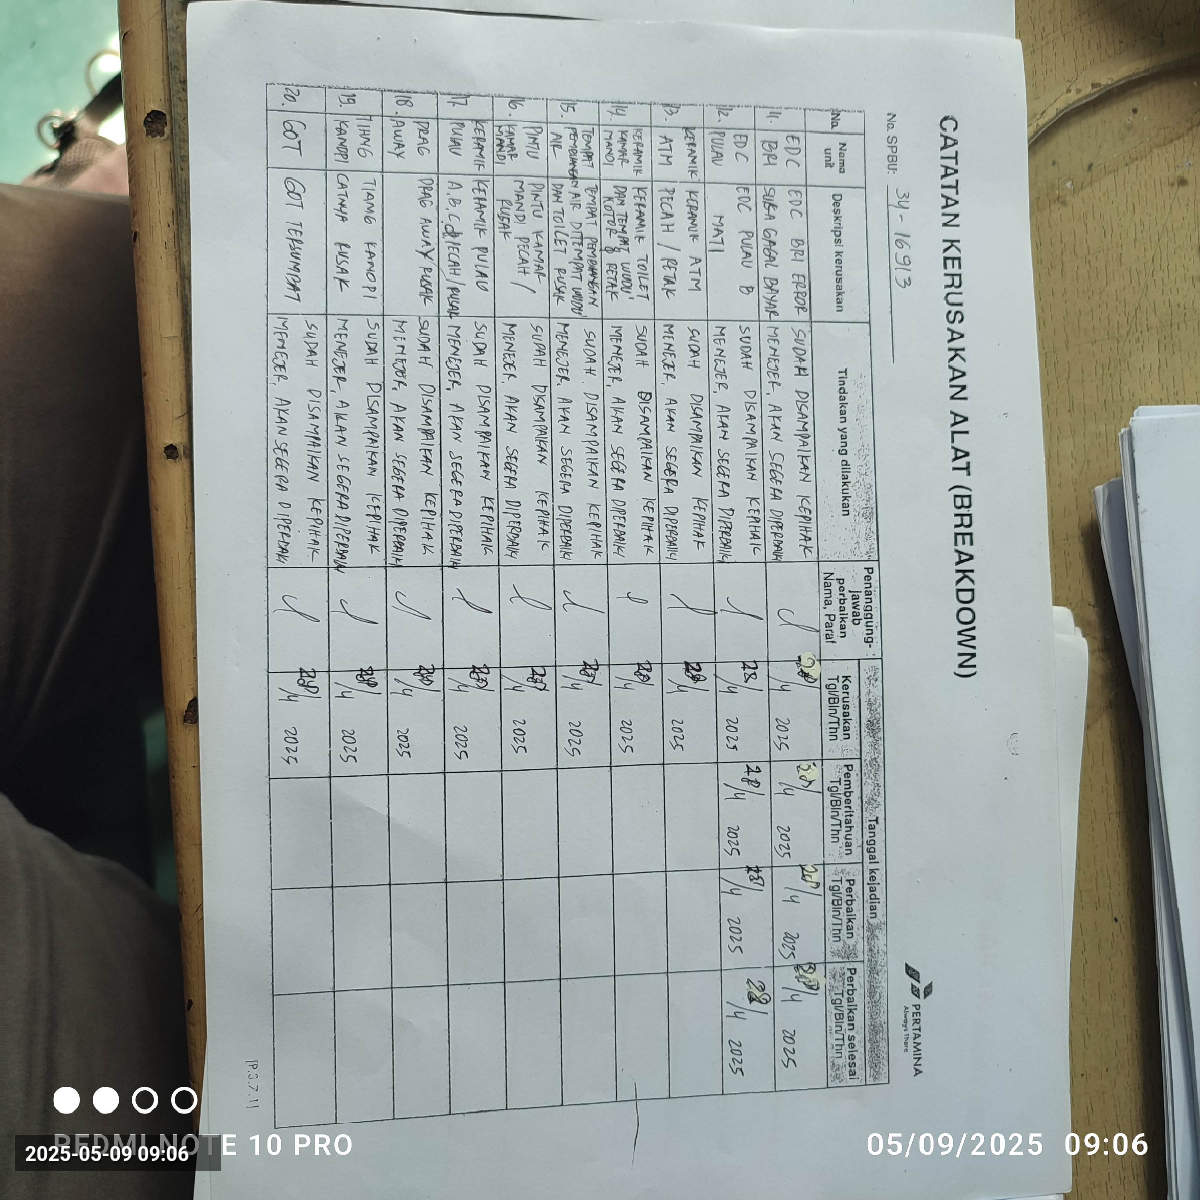 CATATAN KERUSAKAN ALAT (BREAKDOWN)
PERTAMINA
Always There
No. SPBU: 34-16913
No.
Nama unit
Deskripsi kerusakan
Tindakan yang dilakukan
Penanggung-jawab perbaikan
Nama, Paraf
Tanggal kejadian
Kerusakan Tgl/Bln/Thn
Pemberitahuan Tgl/Bln/Thn
Perbaikan Tgl/Bln/Thn
Perbaikan selesai Tgl/Bln/Thn
11. EDC BRI
EDC BRI ERROR
SUKA GAGAL BAYAR
SUDAH DISAMPAIKAN KEPIHAK
MENEJER, AKAN SEGERA DIPERBAIKI
28/4 2025
28/4 2025
28/4 2025
28/4 2025
12. EDC PULAU
EDC PULAU B
MATI
SUDAH DISAMPAIKAN KEPIHAK
MENEJER, AKAN SEGERA DIPERBAIKI
28/4 2025
28/4 2025
28/4 2025
28/4 2025
13. KERAMIK ATM
KERAMIK ATM
PECAH / RETAK
SUDAH DISAMPAIKAN KEPIHAK
MENEJER, AKAN SEGERA DIPERBAIKI
28/4 2025
14. KERAMIK KAMAR MANDI
KERAMIK TOILET
DAN TEMPAT WUDU'
KOTOR & RETAK
SUDAH DISAMPAIKAN KEPIHAK
MENEJER, AKAN SEGERA DIPERBAIKI
28/4 2025
15. TEMPAT PEMBUANGAN AIR
TEMPAT PEMBUANGAN
AIR DITEMPAT WUDU'
DAN TOILET RUSAK
SUDAH DISAMPAIKAN KEPIHAK
MENEJER, AKAN SEGERA DIPERBAIKI
28/4 2025
16. PINTU KAMAR MANDI
PINTU KAMAR
MANDI PECAH /
RUSAK
SUDAH DISAMPAIKAN KEPIHAK
MENEJER, AKAN SEGERA DIPERBAIKI
28/4 2025
17. KERAMIK PULAU
KERAMIK PULAU
A, B, C, PECAH / RUSAK
SUDAH DISAMPAIKAN KEPIHAK
MENEJER, AKAN SEGERA DIPERBAIKI
28/4 2025
18. DRAG AWAY
DRAG AWAY RUSAK
SUDAH DISAMPAIKAN KEPIHAK
MENEJER, AKAN SEGERA DIPERBAIKI
28/4 2025
19. TIHNG KANOPI
TIAMG KANOPI
CATNYA RUSAK
SUDAH DISAMPAIKAN KEPIHAK
MENEJER, AKAN SEGERA DIPERBAIKI
28/4 2025
20. GOT
GOT TERSUMBAT
SUDAH DISAMPAIKAN KEPIHAK
MENEJER, AKAN SEGERA DIPERBAIKI
28/4 2025
[P.3.7.1]
REDMI NOTE 10 PRO
2025-05-09 09:06
05/09/2025 09:06